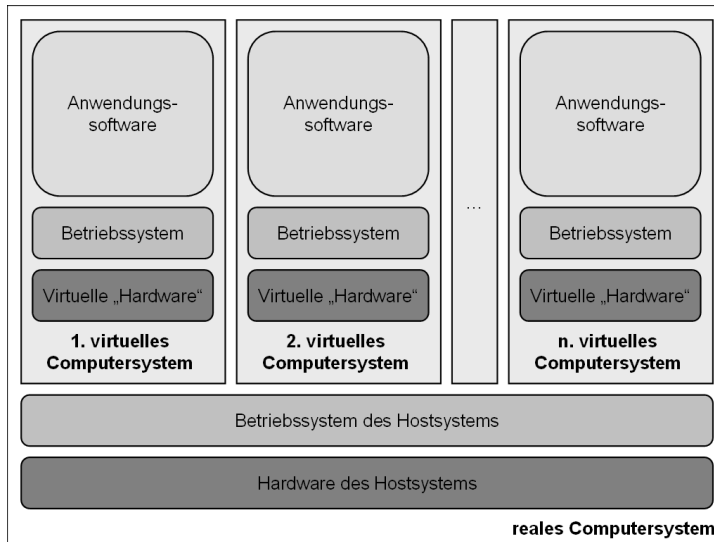 Anwendungs-
software
Betriebssystem
Virtuelle „Hardware“
1. virtuelles
Computersystem
Anwendungs-
software
Betriebssystem
Virtuelle „Hardware“
2. virtuelles
Computersystem
...
Anwendungs-
software
Betriebssystem
Virtuelle „Hardware“
n. virtuelles
Computersystem
Betriebssystem des Hostsystems
Hardware des Hostsystems
reales Computersystem